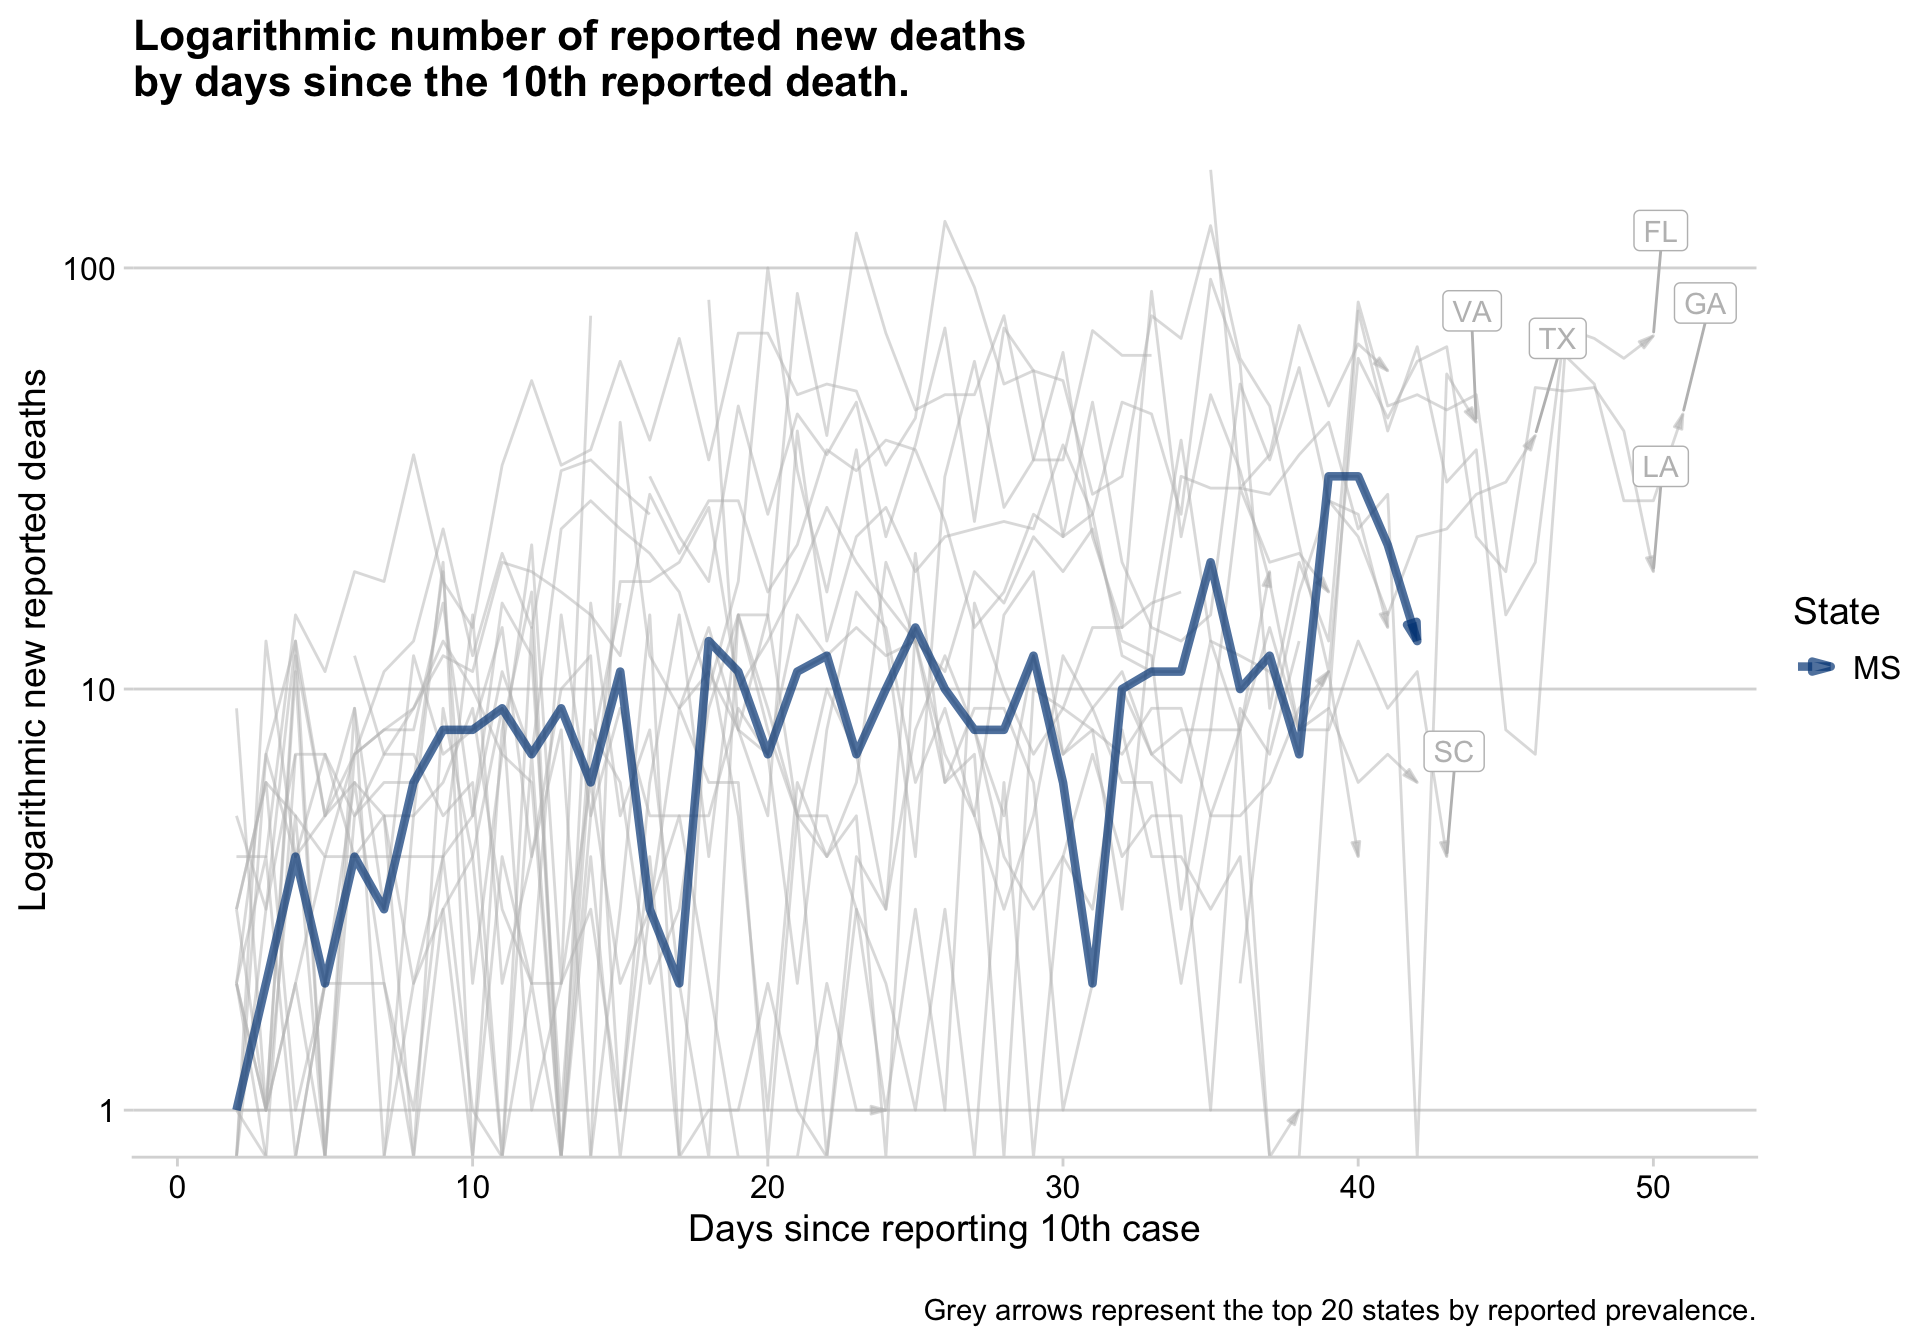 Logarithmic number of reported new deaths
by days since the 10th reported death.
Logarithmic new reported deaths
100
10
1
FL
GA
VA
TX
LA
SC
State
MS
0
10
20
30
40
50
Days since reporting 10th case
Grey arrows represent the top 20 states by reported prevalence.